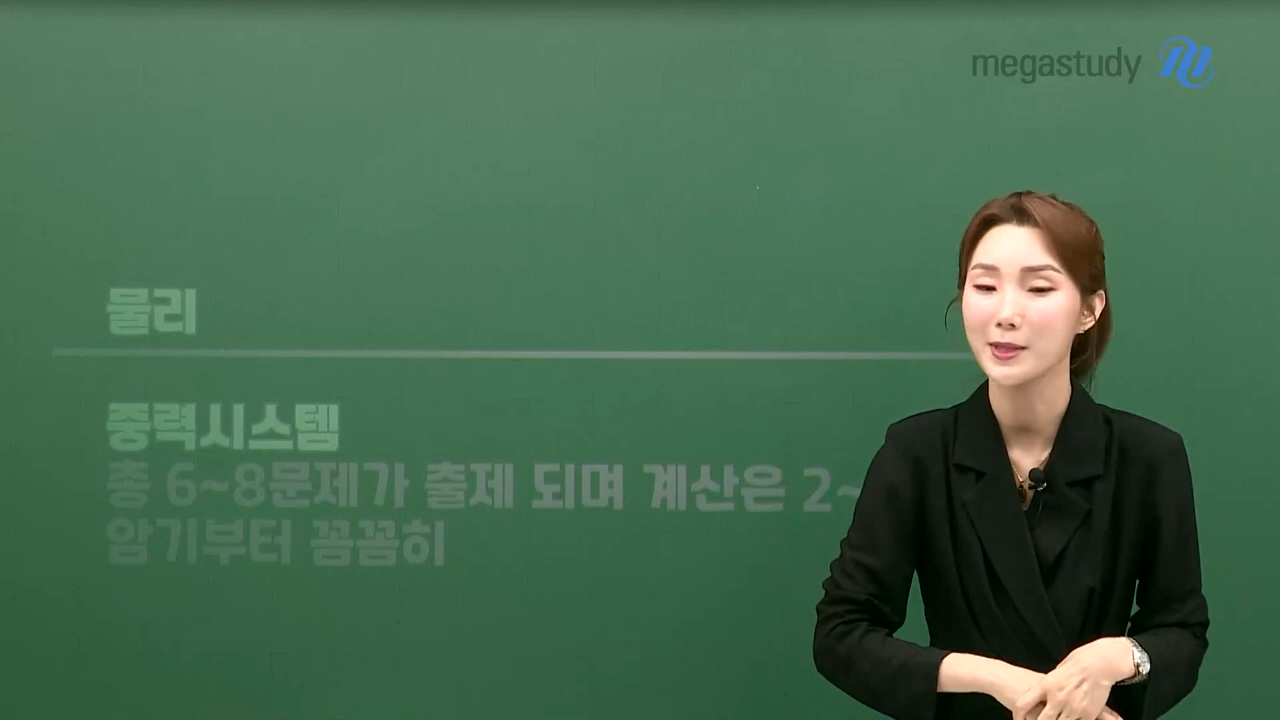 megastudy
물리
중력시스템
총 6~8문제가 출제 되며 계산은 2~
암기부터 꼼꼼히